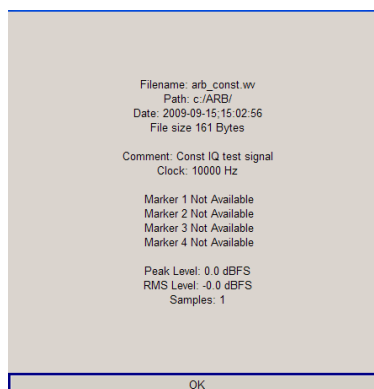 Filename: arb_const.wv
Path: c:/ARB/
Date: 2009-09-15;15:02:56
File size 161 Bytes
Comment: Const IQ test signal
Clock: 10000 Hz
Marker 1 Not Available
Marker 2 Not Available
Marker 3 Not Available
Marker 4 Not Available
Peak Level: 0.0 dBFS
RMS Level: -0.0 dBFS
Samples: 1
OK